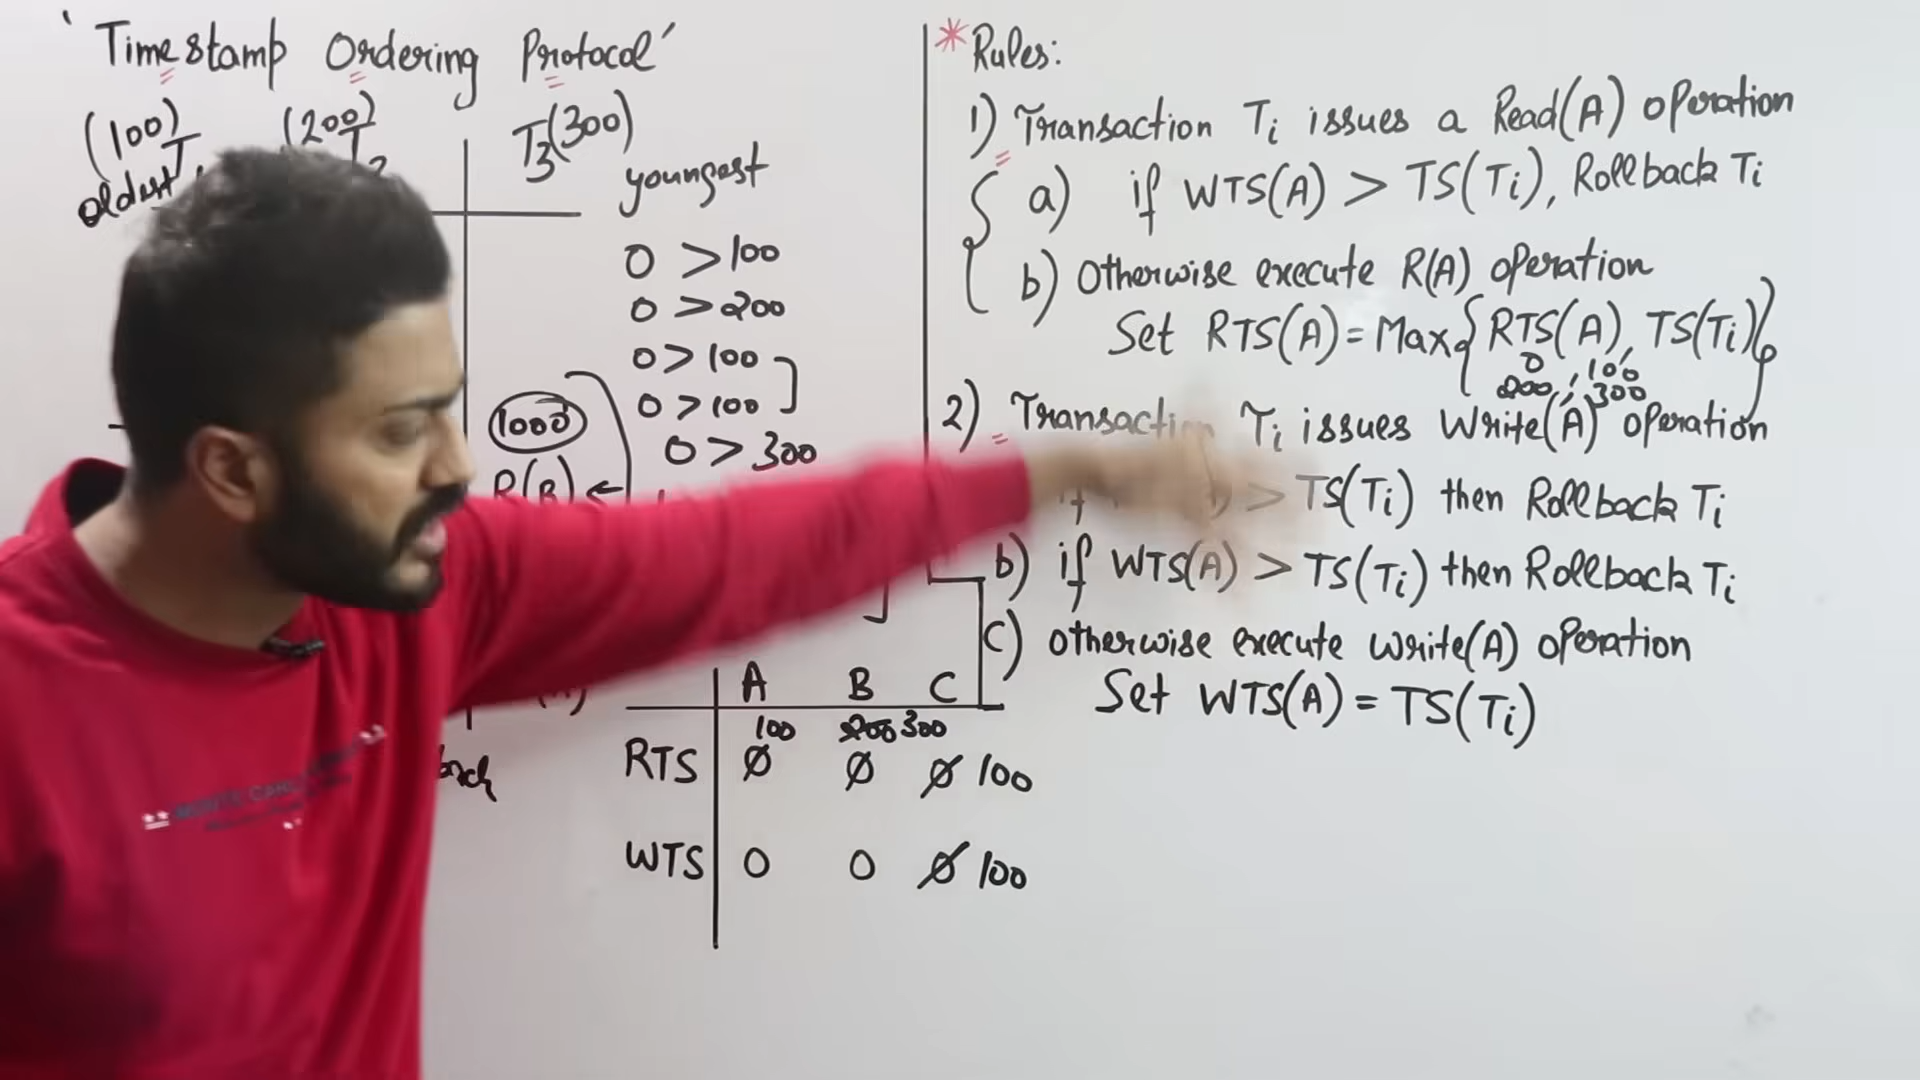 'Timestamp Ordering Protocol'
(100) (200) T3(300)
oldest youngest
0 > 100
0 > 200
0 > 100
0 > 100
0 > 300
1000
R(B) ←
A B C
100 200 300
RTS 0 0 0 100
WTS 0 0 0 100
* Rules:
1) Transaction Ti issues a Read(A) operation
a) if WTS(A) > TS(Ti), Rollback Ti
b) Otherwise execute R(A) operation
Set RTS(A) = Max{RTS(A), TS(Ti)}
0, 100
200, 300
2) Transaction Ti issues Write(A) operation
if > TS(Ti) then Rollback Ti
b) if WTS(A) > TS(Ti) then Rollback Ti
c) otherwise execute write(A) operation
Set WTS(A) = TS(Ti)